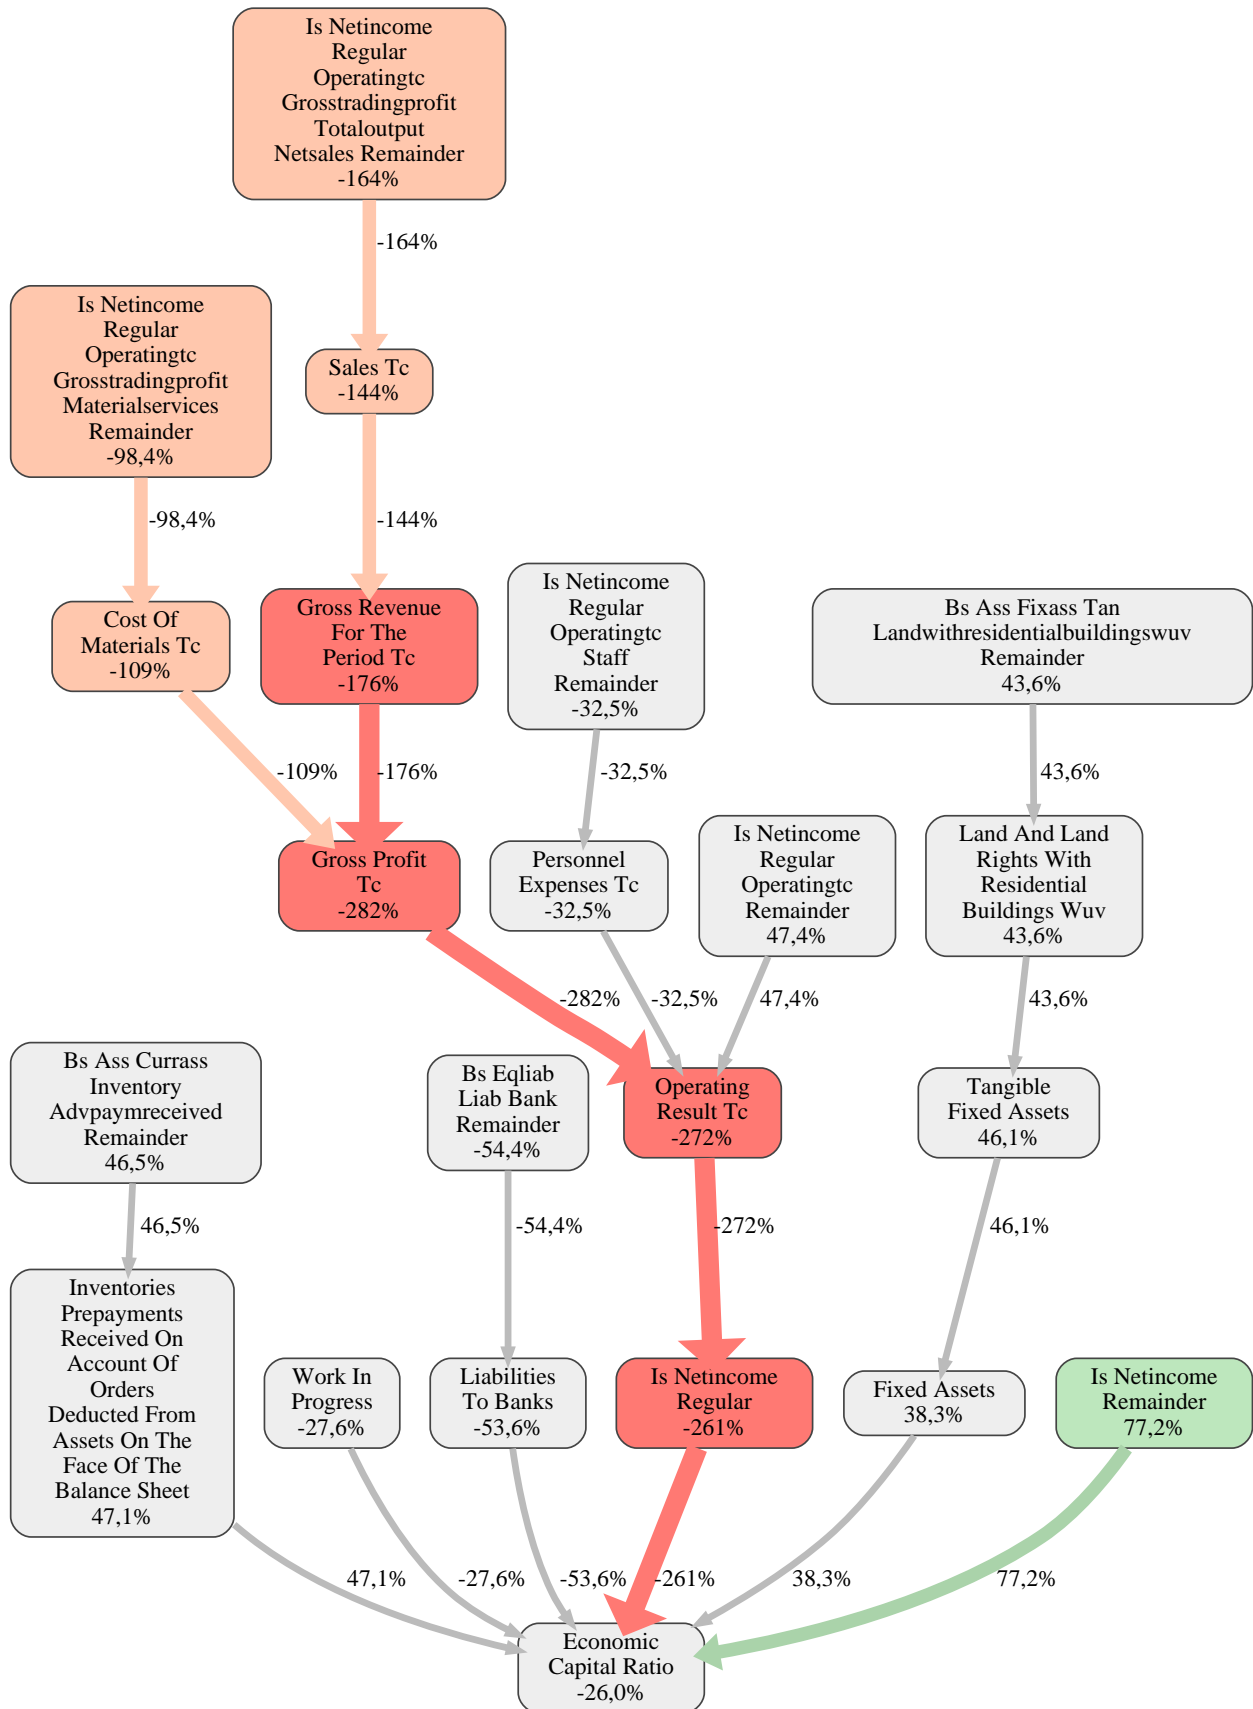 Is Netincome
Regular
Operatingtc
Grosstradingprofit
Totaloutput
Netsales Remainder
-164%
-164%
Is Netincome
Regular
Operatingtc
Grosstradingprofit
Materialservices
Remainder
-98,4%
Sales Tc
-144%
-98,4%
-144%
Cost Of
Materials Tc
-109%
Gross Revenue
For The
Period Tc
-176%
Is Netincome
Regular
Operatingtc
Staff
Remainder
-32,5%
Bs Ass Fixass Tan
Landwithresidentialbuildingswuv
Remainder
43,6%
-109%
-176%
-32,5%
43,6%
Gross Profit
Tc
-282%
Personnel
Expenses Tc
-32,5%
Is Netincome
Regular
Operatingtc
Remainder
47,4%
Land And Land
Rights With
Residential
Buildings Wuv
43,6%
-282%
-32,5%
47,4%
43,6%
Bs Ass Currass
Inventory
Advpaymreceived
Remainder
46,5%
Bs Eqliab
Liab Bank
Remainder
-54,4%
Operating
Result Tc
-272%
Tangible
Fixed Assets
46,1%
46,5%
-54,4%
-272%
46,1%
Inventories
Prepayments
Received On
Account Of
Orders
Deducted From
Assets On The
Face Of The
Balance Sheet
47,1%
Work In
Progress
-27,6%
Liabilities
To Banks
-53,6%
Is Netincome
Regular
-261%
Fixed Assets
38,3%
Is Netincome
Remainder
77,2%
47,1%
-27,6%
-53,6%
-261%
38,3%
77,2%
Economic
Capital Ratio
-26,0%